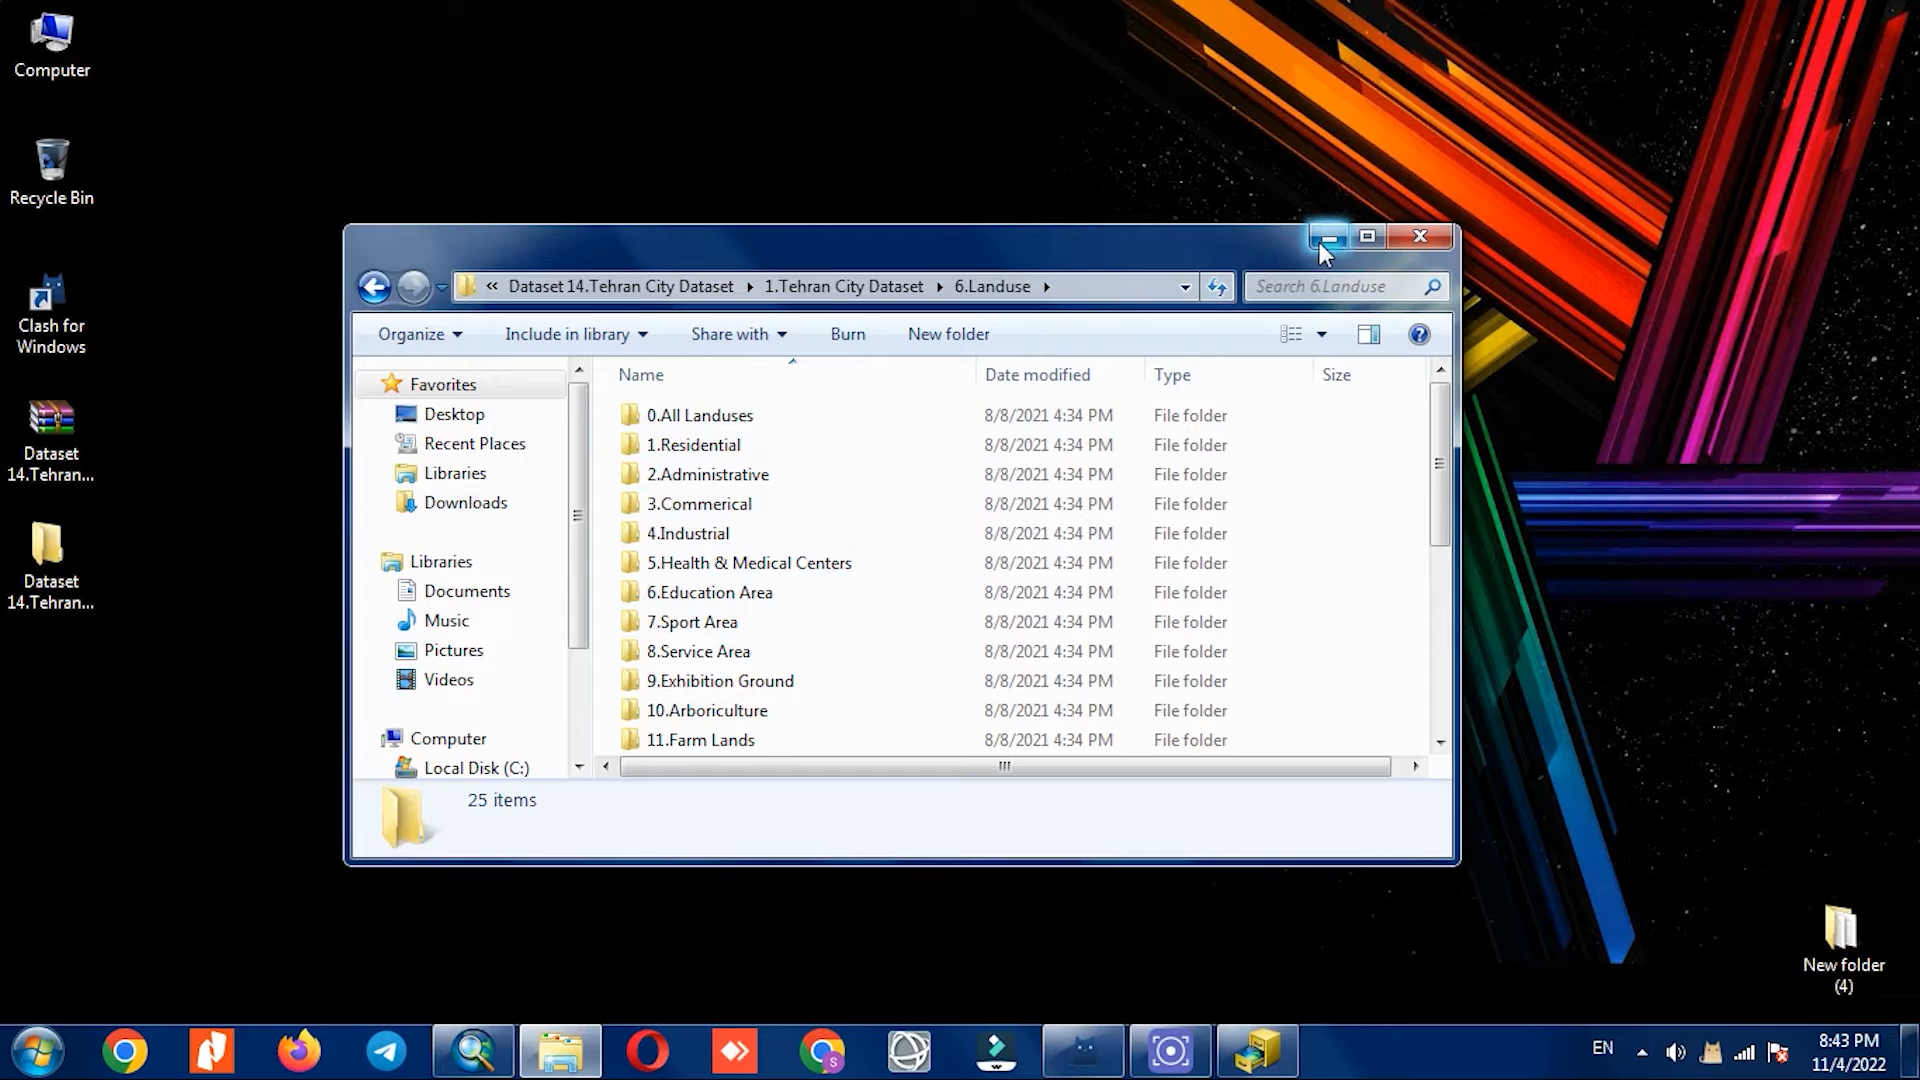 Computer
Recycle Bin
Clash for
Windows
Dataset
14.Tehran...
Dataset
14.Tehran...
« Dataset 14.Tehran City Dataset 1.Tehran City Dataset 6.Landuse
Search 6.Landuse
Organize Include in library Share with Burn New folder
Favorites
Desktop
Recent Places
Libraries
Downloads
Libraries
Documents
Music
Pictures
Videos
Computer
Local Disk (C:)
Name Date modified Type Size
0.All Landuses 8/8/2021 4:34 PM File folder
1.Residential 8/8/2021 4:34 PM File folder
2.Administrative 8/8/2021 4:34 PM File folder
3.Commerical 8/8/2021 4:34 PM File folder
4.Industrial 8/8/2021 4:34 PM File folder
5.Health & Medical Centers 8/8/2021 4:34 PM File folder
6.Education Area 8/8/2021 4:34 PM File folder
7.Sport Area 8/8/2021 4:34 PM File folder
8.Service Area 8/8/2021 4:34 PM File folder
9.Exhibition Ground 8/8/2021 4:34 PM File folder
10.Arboriculture 8/8/2021 4:34 PM File folder
11.Farm Lands 8/8/2021 4:34 PM File folder
25 items
New folder
(4)
S
EN
8:43 PM
11/4/2022